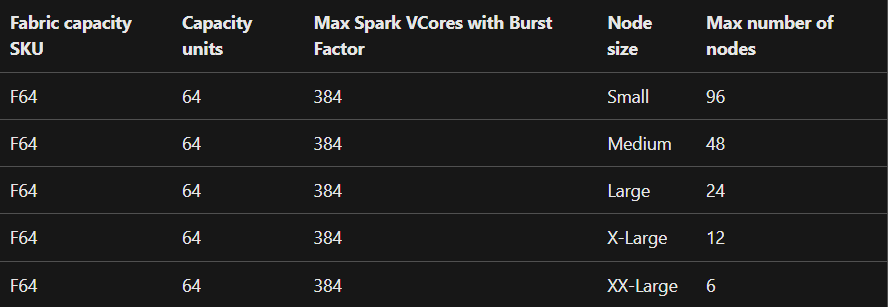 Fabric capacity SKU Capacity units Max Spark VCores with Burst Factor Node size Max number of nodes
F64 64 384 Small 96
F64 64 384 Medium 48
F64 64 384 Large 24
F64 64 384 X-Large 12
F64 64 384 XX-Large 6